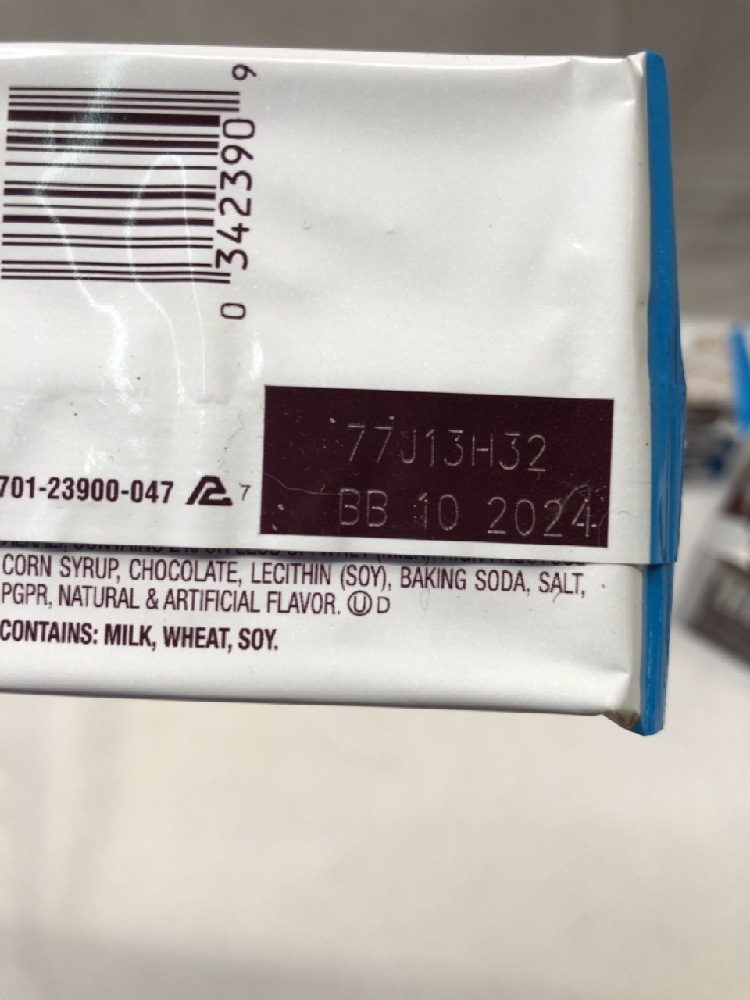 0 342390 9
77J13H32
BB 10 2024
701-23900-047 7
CORN SYRUP, CHOCOLATE, LECITHIN (SOY), BAKING SODA, SALT,
PGPR, NATURAL & ARTIFICIAL FLAVOR. Ⓤ D
CONTAINS: MILK, WHEAT, SOY.